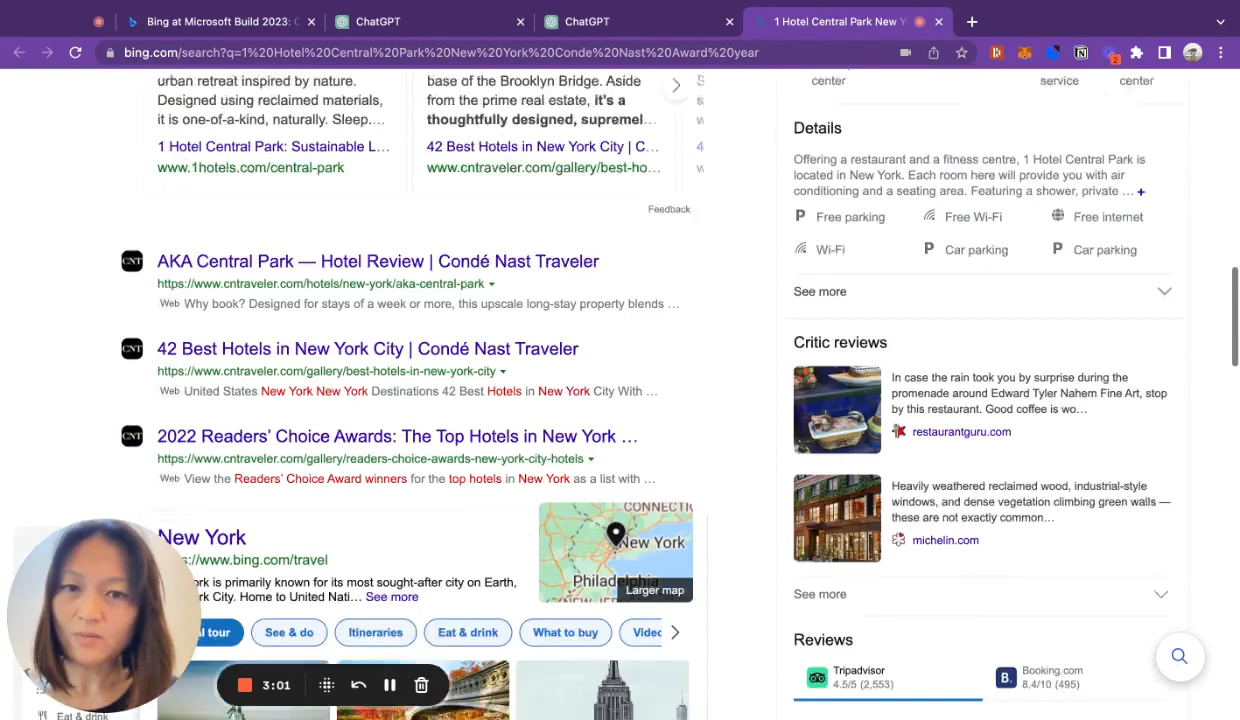 Bing at Microsoft Build 2023: C
ChatGPT
ChatGPT
1 Hotel Central Park New Y
bing.com/search?q=1%20Hotel%20Central%20Park%20New%20York%20Conde%20Nast%20Award%20year
2
urban retreat inspired by nature.
Designed using reclaimed materials,
it is one-of-a-kind, naturally. Sleep....
1 Hotel Central Park: Sustainable L...
www.1hotels.com/central-park
base of the Brooklyn Bridge. Aside
from the prime real estate, it's a
thoughtfully designed, supremel...
42 Best Hotels in New York City | C...
www.cntraveler.com/gallery/best-ho...
Feedback
CNT
AKA Central Park — Hotel Review | Condé Nast Traveler
https://www.cntraveler.com/hotels/new-york/aka-central-park
Web Why book? Designed for stays of a week or more, this upscale long-stay property blends ...
CNT
42 Best Hotels in New York City | Condé Nast Traveler
https://www.cntraveler.com/gallery/best-hotels-in-new-york-city
Web United States New York New York Destinations 42 Best Hotels in New York City With ...
CNT
2022 Readers' Choice Awards: The Top Hotels in New York ...
https://www.cntraveler.com/gallery/readers-choice-awards-new-york-city-hotels
Web View the Readers' Choice Award winners for the top hotels in New York as a list with ...
New York
://www.bing.com/travel
rk is primarily known for its most sought-after city on Earth,
rk City. Home to United Nati... See more
CONNECTIC
New York
Philadelphia
NEW JER
Larger map
al tour
See & do
Itineraries
Eat & drink
What to buy
Video
3:01
Eat & drink
center
service
center
Details
Offering a restaurant and a fitness centre, 1 Hotel Central Park is
located in New York. Each room here will provide you with air
conditioning and a seating area. Featuring a shower, private ... +
P Free parking
Free Wi-Fi
Free internet
Wi-Fi
P Car parking
P Car parking
See more
Critic reviews
In case the rain took you by surprise during the
promenade around Edward Tyler Nahem Fine Art, stop
by this restaurant. Good coffee is wo...
restaurantguru.com
Heavily weathered reclaimed wood, industrial-style
windows, and dense vegetation climbing green walls —
these are not exactly common...
michelin.com
See more
Reviews
Tripadvisor
4.5/5 (2,553)
B.
Booking.com
8.4/10 (495)